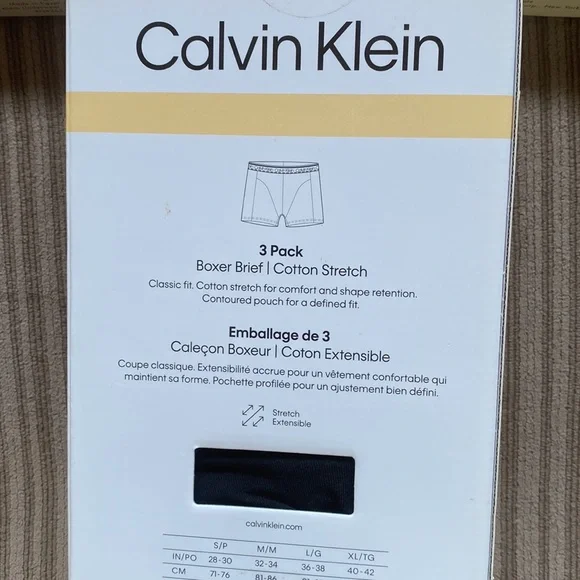 Calvin Klein
3 Pack
Boxer Brief | Cotton Stretch
Classic fit. Cotton stretch for comfort and shape retention.
Contoured pouch for a defined fit.
Emballage de 3
Caleçon Boxeur | Coton Extensible
Coupe classique. Extensibilité accrue pour un vêtement confortable qui
maintient sa forme. Pochette profilée pour un ajustement bien défini.
Stretch
Extensible
calvinklein.com
S/P M/M L/G XL/TG
IN/PO 28-30 32-34 36-38 40-42
CM 71-76 81-86